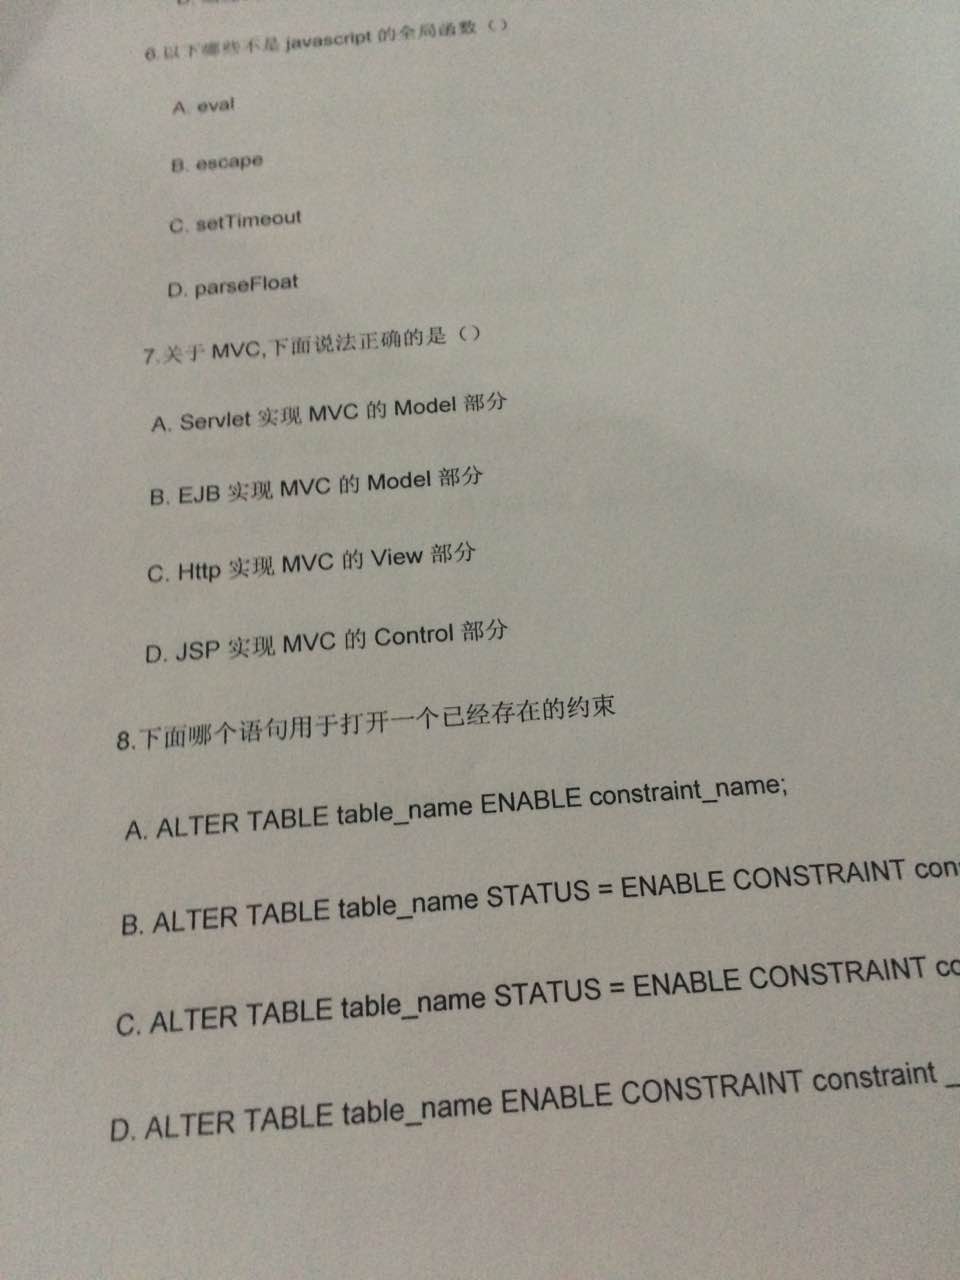 6.以下哪些不是 javascript 的全局函数（）
A. eval
B. escape
C. setTimeout
D. parseFloat
7.关于 MVC,下面说法正确的是（）
A. Servlet 实现 MVC 的 Model 部分
B. EJB 实现 MVC 的 Model 部分
C. Http 实现 MVC 的 View 部分
D. JSP 实现 MVC 的 Control 部分
8.下面哪个语句用于打开一个已经存在的约束
A. ALTER TABLE table_name ENABLE constraint_name;
B. ALTER TABLE table_name STATUS = ENABLE CONSTRAINT con
C. ALTER TABLE table_name STATUS = ENABLE CONSTRAINT co
D. ALTER TABLE table_name ENABLE CONSTRAINT constraint _